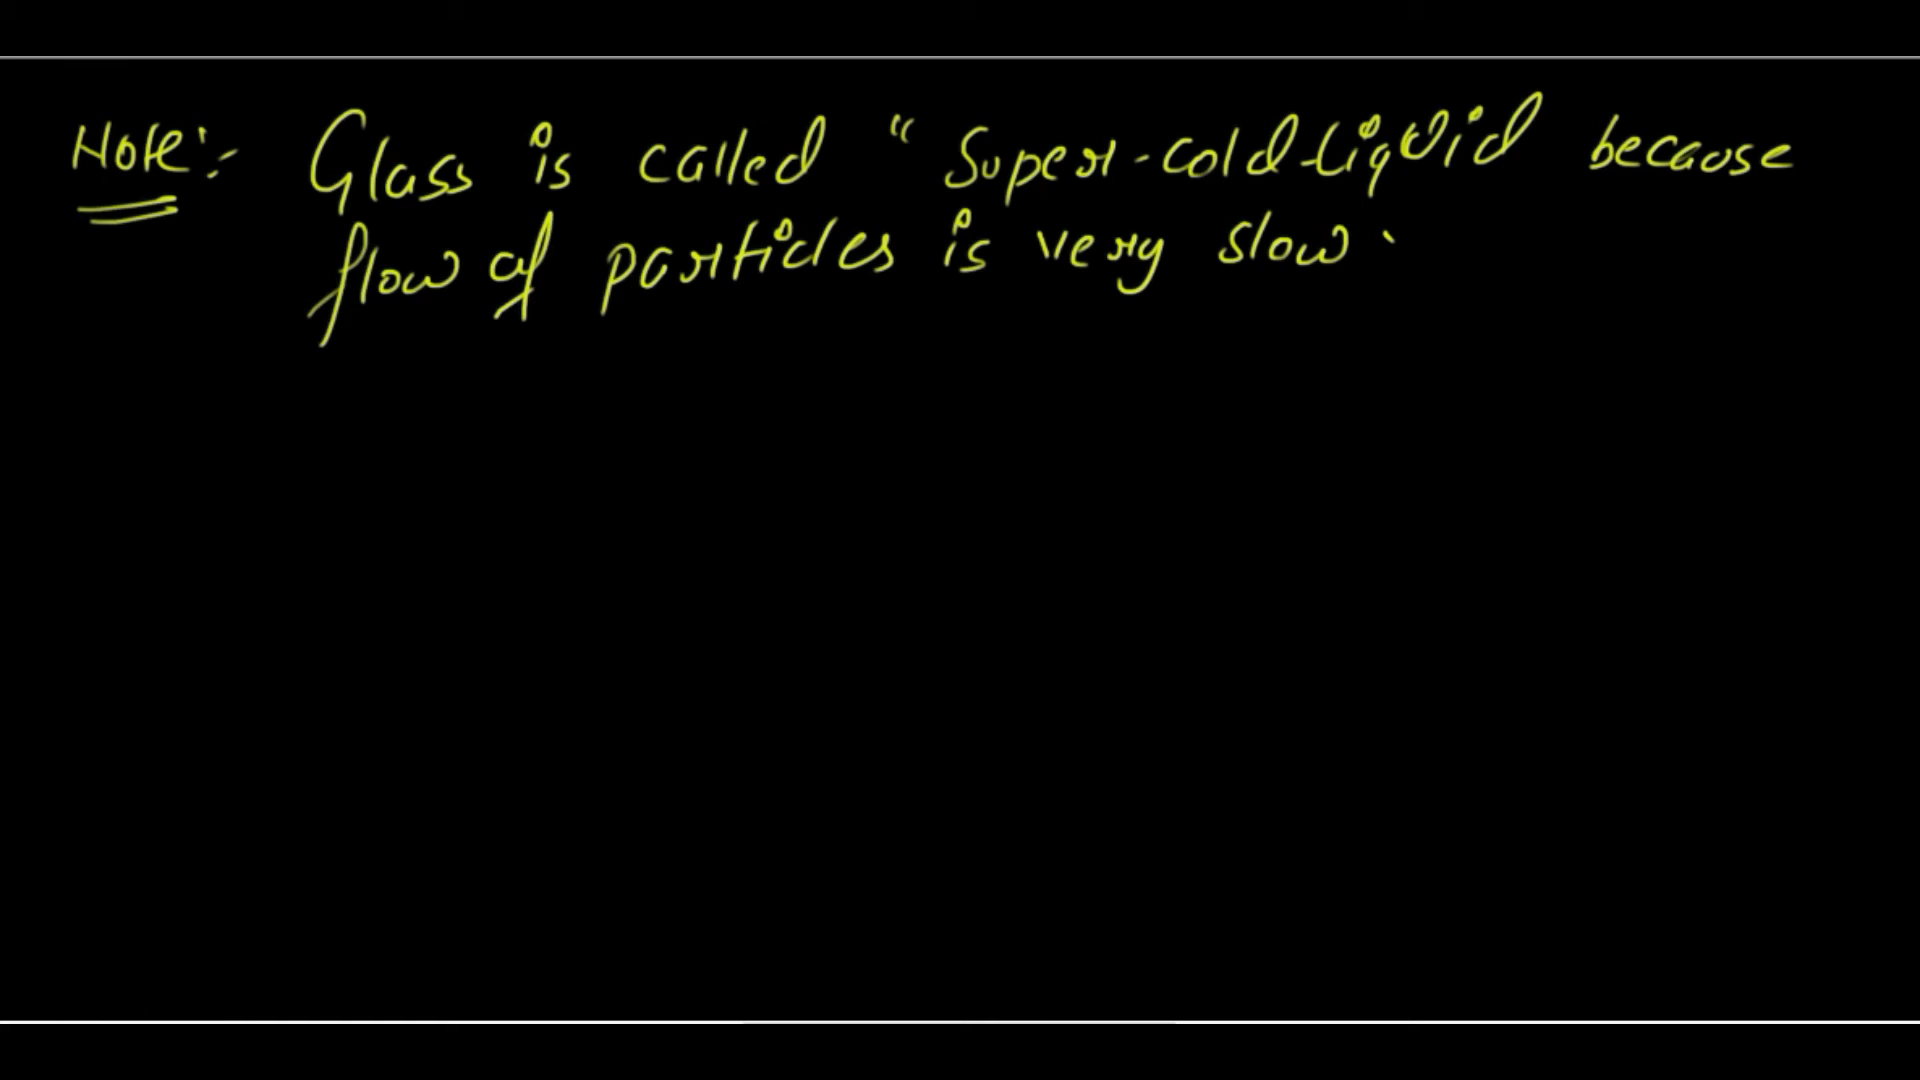 Note:- Glass is called "Super-cold-liquid because
flow of particles is very slow.